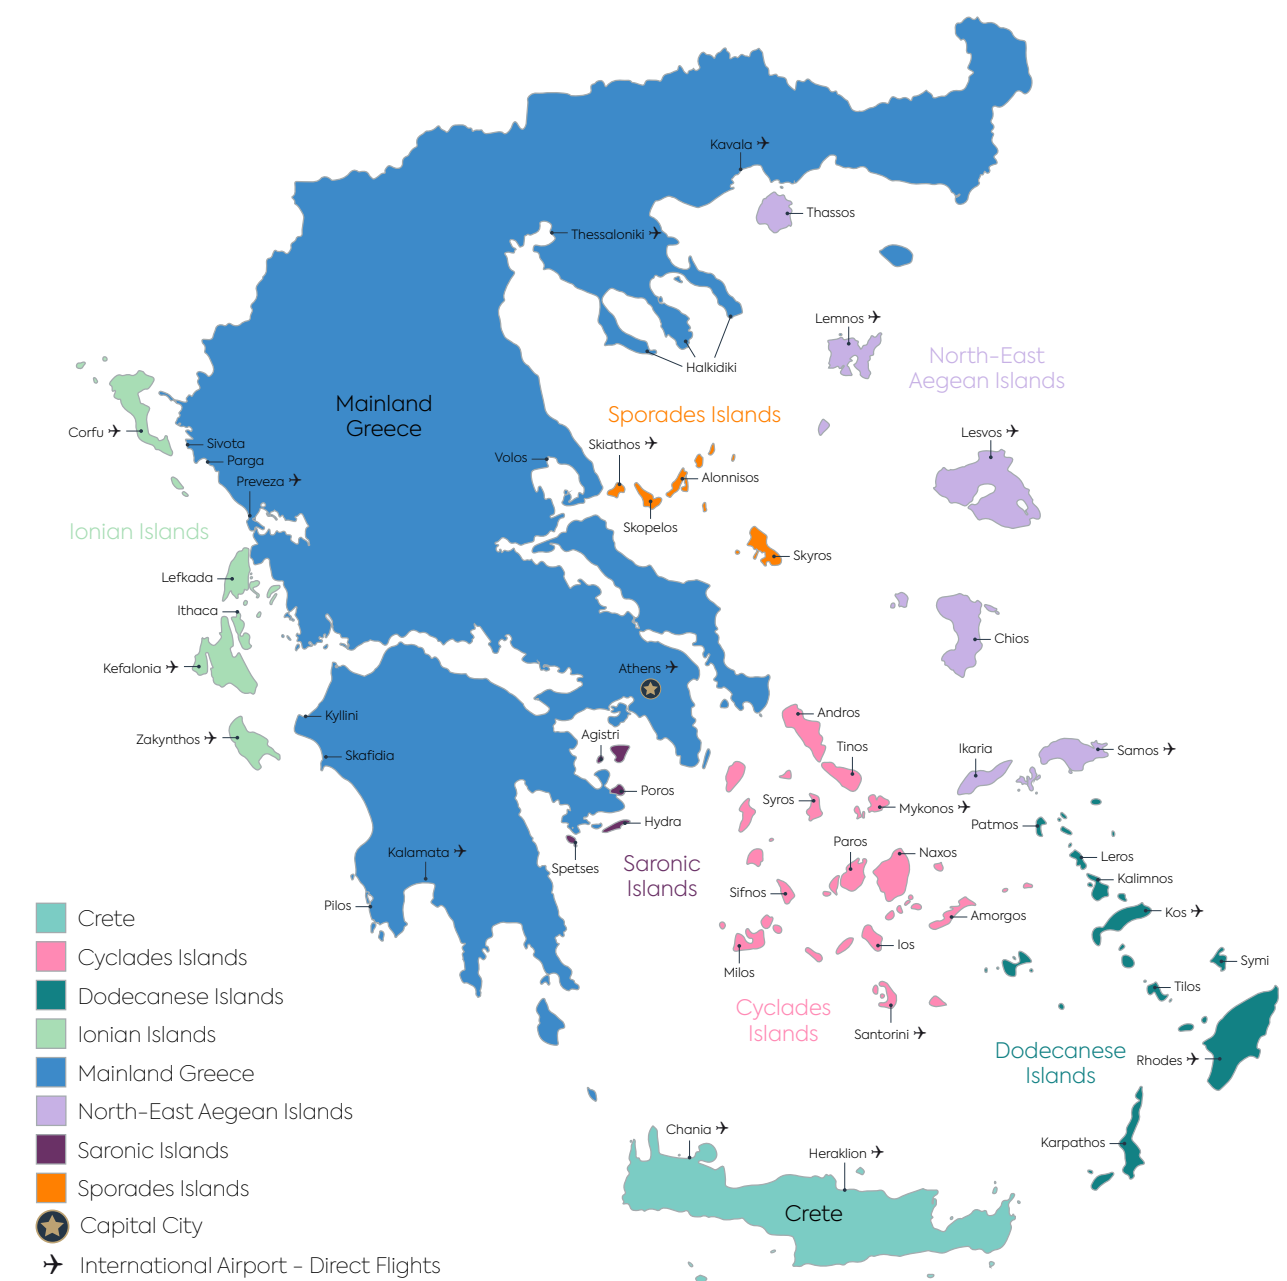 Kavala
Thassos
Thessaloniki
Lemnos
North-East
Aegean Islands
Halkidiki
Mainland
Greece
Sporades Islands
Corfu
Sivota
Skiathos
Lesvos
Parga
Volos
Alonnisos
Preveza
Skopelos
Ionian Islands
Skyros
Lefkada
Ithaca
Chios
Kefalonia
Athens
Kyllini
Andros
Zakynthos
Agistri
Tinos
Ikaria
Samos
Skafidia
Poros
Syros
Mykonos
Hydra
Patmos
Paros
Kalamata
Naxos
Leros
Spetses
Saronic
Islands
Kalimnos
Sifnos
Pilos
Kos
Amorgos
Ios
Symi
Milos
Tilos
Cyclades
Islands
Santorini
Dodecanese
Islands
Rhodes
Chania
Karpathos
Heraklion
Crete
Crete
Cyclades Islands
Dodecanese Islands
Ionian Islands
Mainland Greece
North-East Aegean Islands
Saronic Islands
Sporades Islands
Capital City
International Airport - Direct Flights